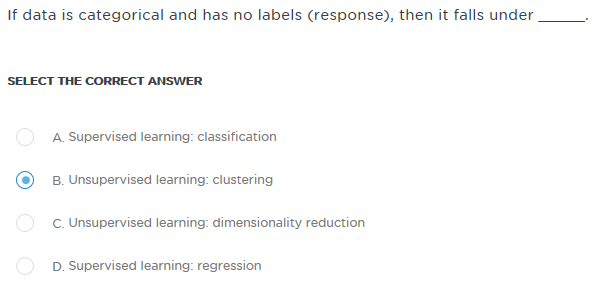 If data is categorical and has no labels (response), then it falls under _____.
SELECT THE CORRECT ANSWER
A. Supervised learning: classification
B. Unsupervised learning: clustering
C. Unsupervised learning: dimensionality reduction
D. Supervised learning: regression